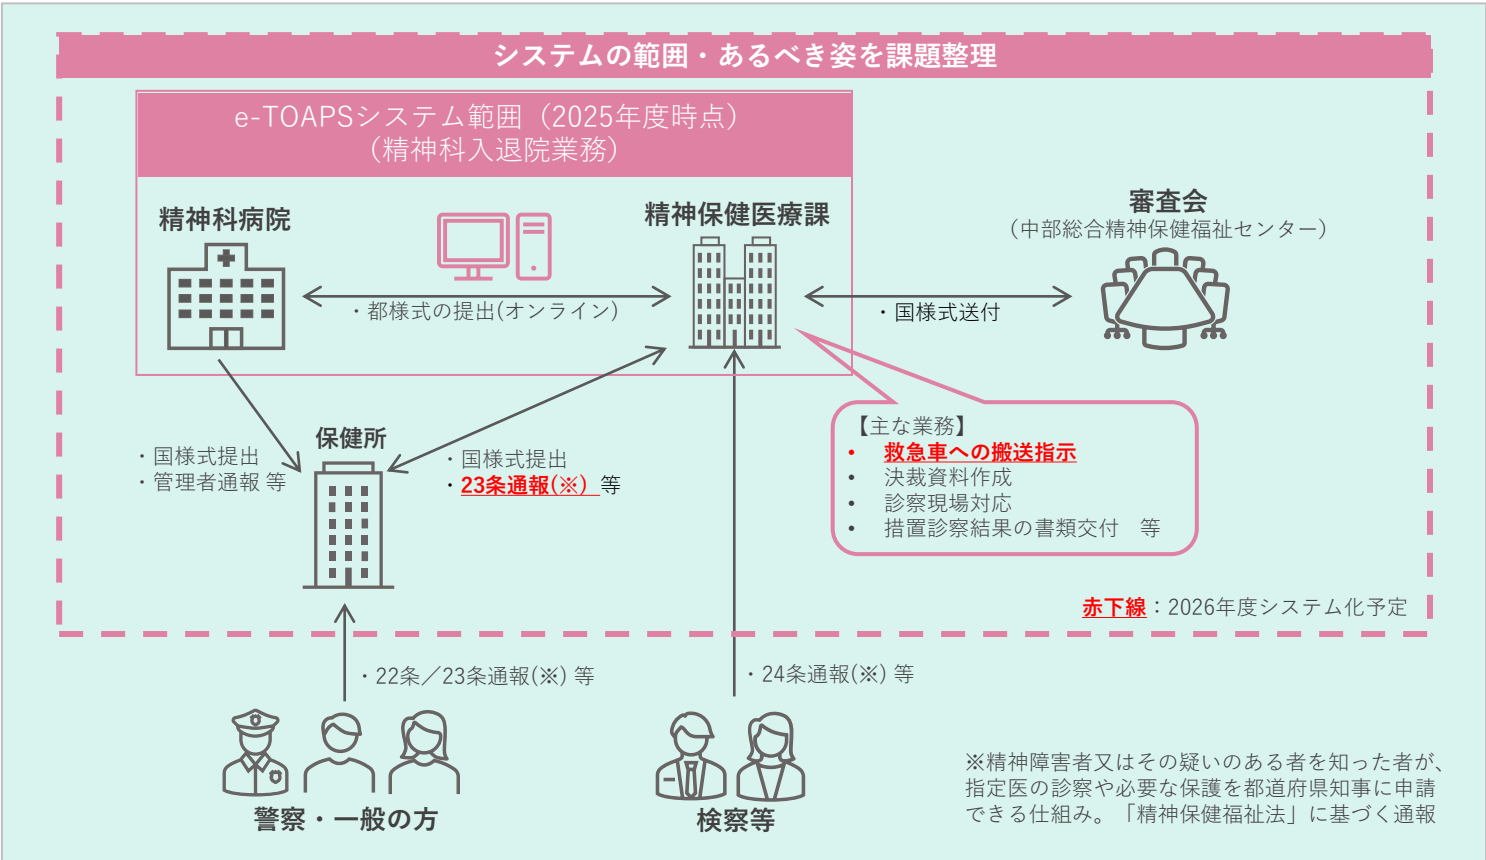 システムの範囲・あるべき姿を課題整理
e-TOAPSシステム範囲（2025年度時点）
（精神科入退院業務）
精神科病院
精神保健医療課
審査会
（中部総合精神保健福祉センター）
・都様式の提出(オンライン)
・国様式送付
保健所
・国様式提出
・管理者通報 等
・国様式提出
・23条通報(※) 等
【主な業務】
• 救急車への搬送指示
• 決裁資料作成
• 診察現場対応
• 措置診察結果の書類交付　等
赤下線：2026年度システム化予定
・22条／23条通報(※) 等
・24条通報(※) 等
警察・一般の方
検察等
※精神障害者又はその疑いのある者を知った者が、
指定医の診察や必要な保護を都道府県知事に申請
できる仕組み。「精神保健福祉法」に基づく通報